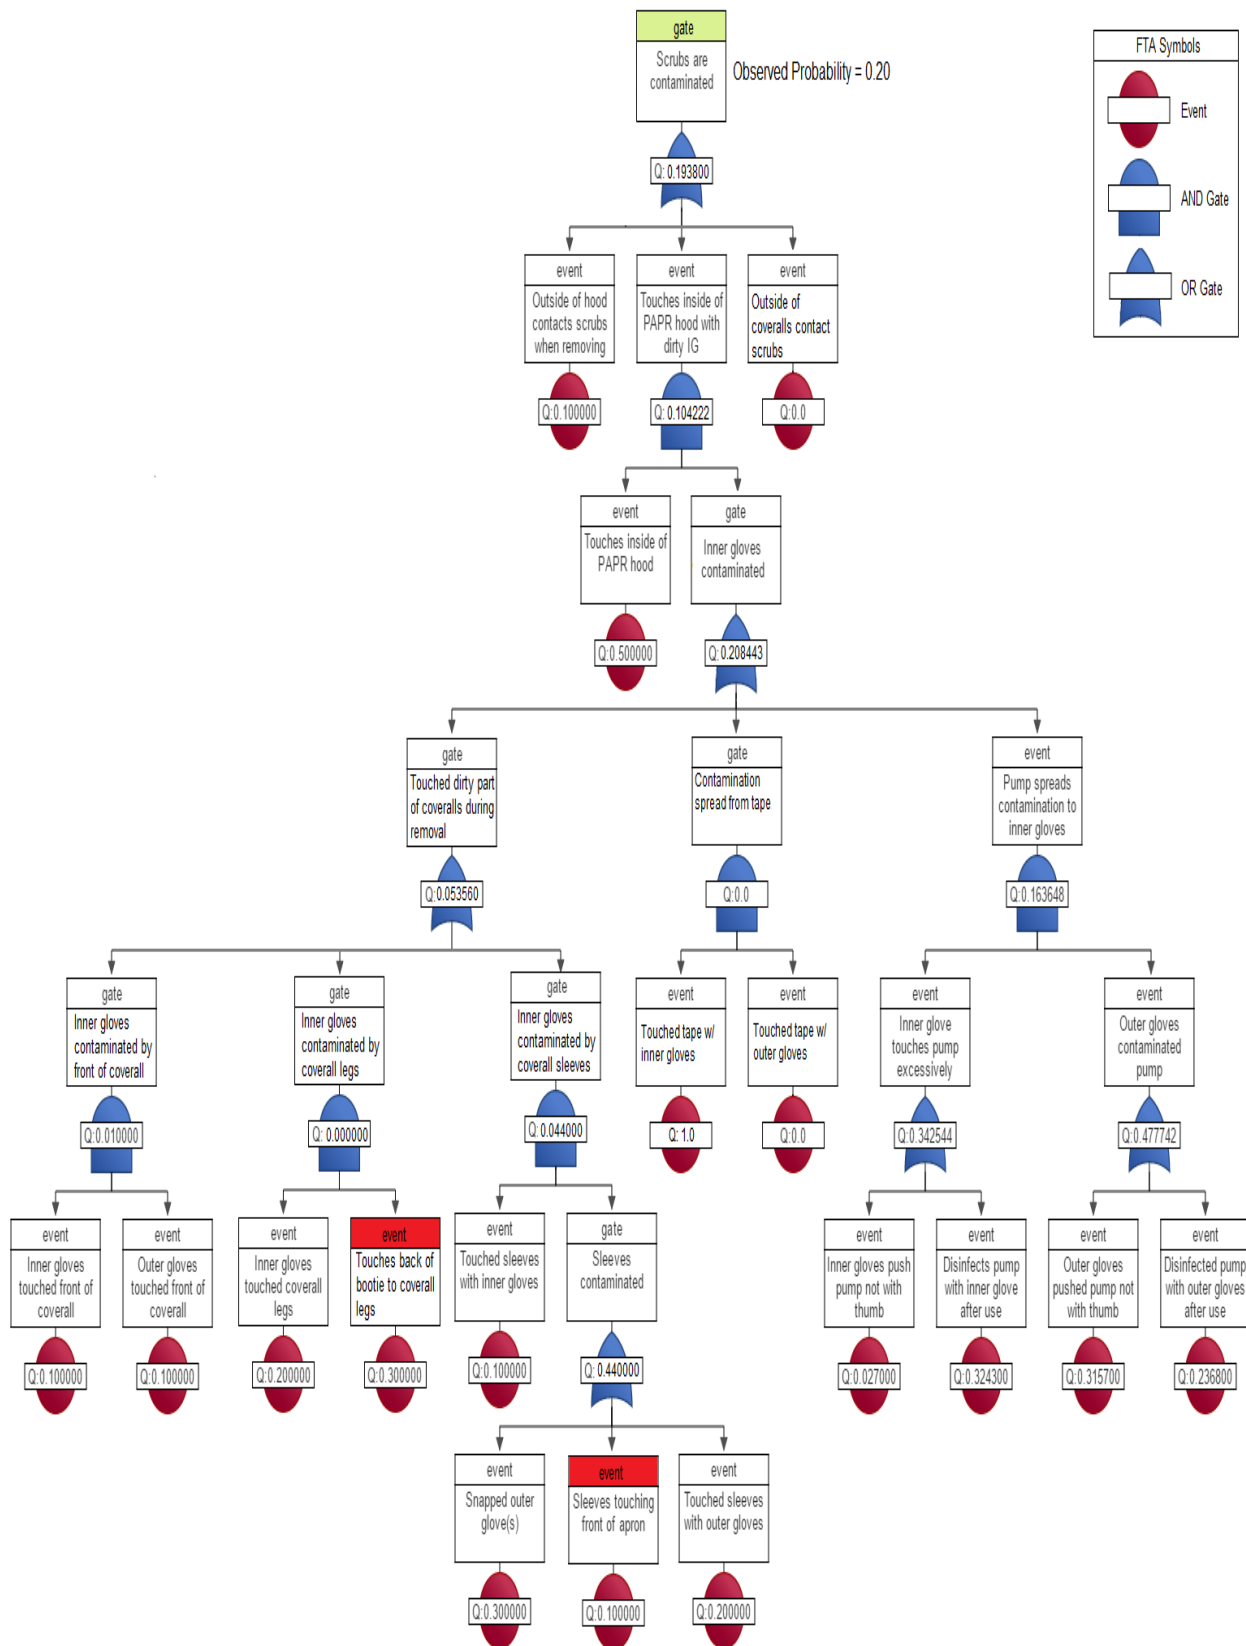 gate
Scrubs are
contaminated
Observed Probability = 0.20
Q: 0.193800
FTA Symbols
Event
AND Gate
OR Gate
event
Outside of hood
contacts scrubs
when removing
Q:0.100000
event
Touches inside of
PAPR hood with
dirty IG
Q: 0.104222
event
Outside of
coveralls contact
scrubs
Q:0.0
event
Touches inside of
PAPR hood
Q:0.500000
gate
Inner gloves
contaminated
Q: 0.208443
gate
Touched dirty part
of coveralls during
removal
Q:0.053560
gate
Contamination
spread from tape
Q:0.0
event
Pump spreads
contamination to
inner gloves
Q:0.163648
gate
Inner gloves
contaminated by
front of coverall
Q:0.010000
gate
Inner gloves
contaminated by
coverall legs
Q: 0.000000
gate
Inner gloves
contaminated by
coverall sleeves
Q:0.044000
event
Touched tape w/
inner gloves
Q: 1.0
event
Touched tape w/
outer gloves
Q:0.0
event
Inner glove
touches pump
excessively
Q:0.342544
event
Outer gloves
contaminated
pump
Q:0.477742
event
Inner gloves
touched front of
coverall
Q:0.100000
event
Outer gloves
touched front of
coverall
Q:0.100000
event
Inner gloves
touched coverall
legs
Q:0.200000
event
Touches back of
bootie to coverall
legs
Q:0.300000
event
Touched sleeves
with inner gloves
Q:0.100000
gate
Sleeves
contaminated
Q:0.440000
event
Inner gloves push
pump not with
thumb
Q:0.027000
event
Disinfects pump
with inner glove
after use
Q:0.324300
event
Outer gloves
pushed pump not
with thumb
Q:0.315700
event
Disinfected pump
with outer gloves
after use
Q:0.236800
event
Snapped outer
glove(s)
Q:0.300000
event
Sleeves touching
front of apron
Q:0.100000
event
Touched sleeves
with outer gloves
Q:0.200000